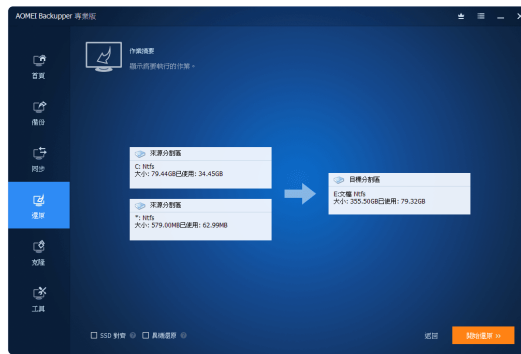 AOMEI Backupper 專業版
首頁
備份
同步
還原
克隆
工具
作業摘要
顯示將要執行的作業。
來源分割區
C: Ntfs
大小: 79.44GB已使用: 34.45GB
來源分割區
*: Ntfs
大小: 579.00MB已使用: 62.99MB
目標分割區
E:文檔 Ntfs
大小: 355.50GB已使用: 79.32GB
SSD 對齊
異機還原
返回
開始還原 >>